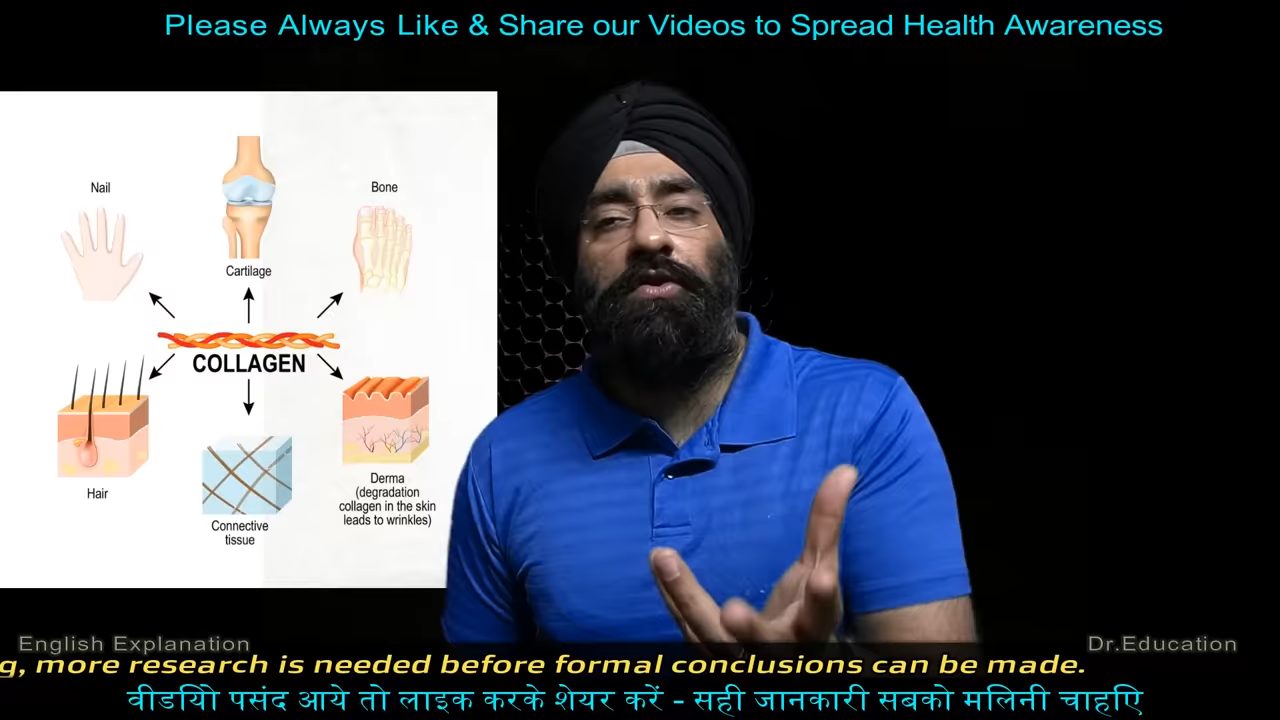 Please Always Like & Share our Videos to Spread Health Awareness
Nail
Bone
Cartilage
COLLAGEN
Hair
Connective
tissue
Derma
(degradation
collagen in the skin
leads to wrinkles)
English Explanation
Dr.Education
g, more research is needed before formal conclusions can be made.
वीडियो पसंद आये तो लाइक करके शेयर करें - सही जानकारी सबको मिलनी चाहिए